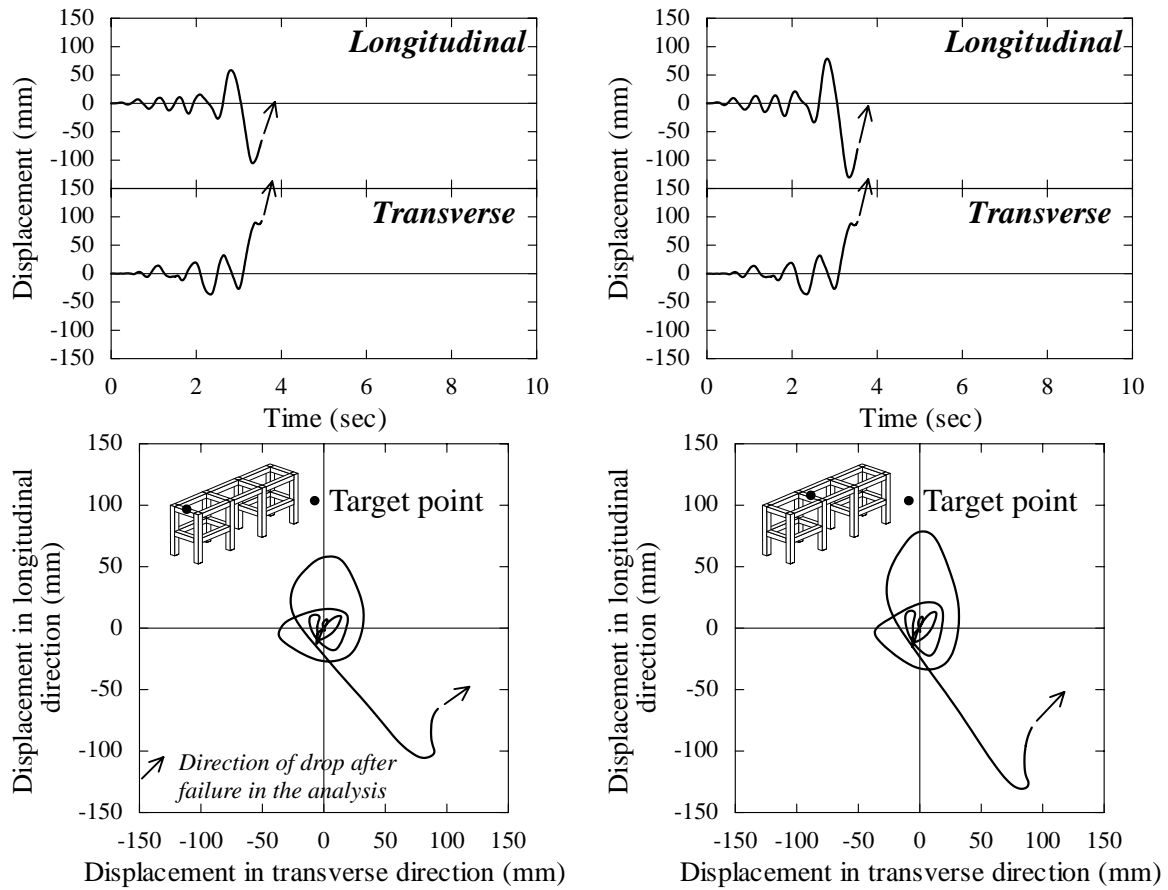 150
100
50
0
-50
-100
Longitudinal
150
100
50
0
-50
-100
-150
Transverse
Displacement (mm)
0 2 4 6 8 10
Time (sec)
150
100
50
0
-50
-100
Longitudinal
150
100
50
0
-50
-100
-150
Transverse
Displacement (mm)
0 2 4 6 8 10
Time (sec)
150
100
50
0
-50
-100
-150
Displacement in longitudinal
direction (mm)
Target point
Direction of drop after
failure in the analysis
-150 -100 -50 0 50 100 150
Displacement in transverse direction (mm)
150
100
50
0
-50
-100
-150
Displacement in longitudinal
direction (mm)
Target point
-150 -100 -50 0 50 100 150
Displacement in transverse direction (mm)